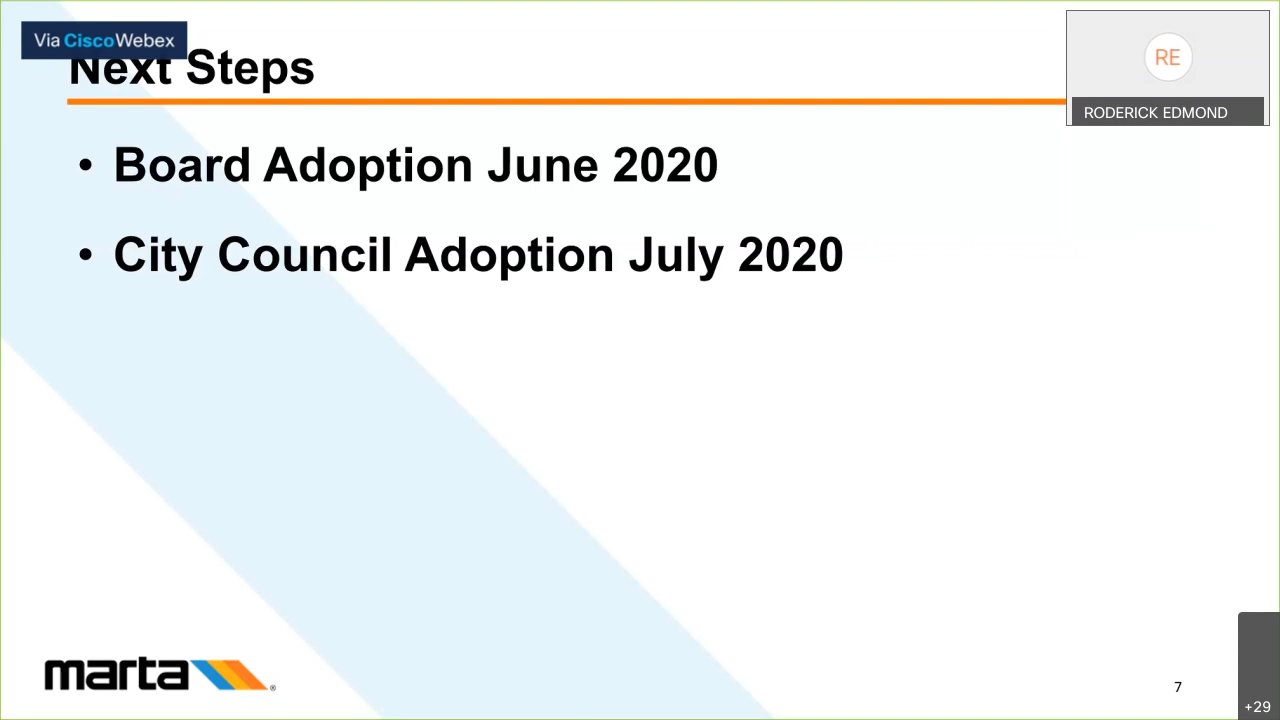 Via Cisco Webex
Next Steps
RE
RODERICK EDMOND
• Board Adoption June 2020
• City Council Adoption July 2020
marta
®
7
+29